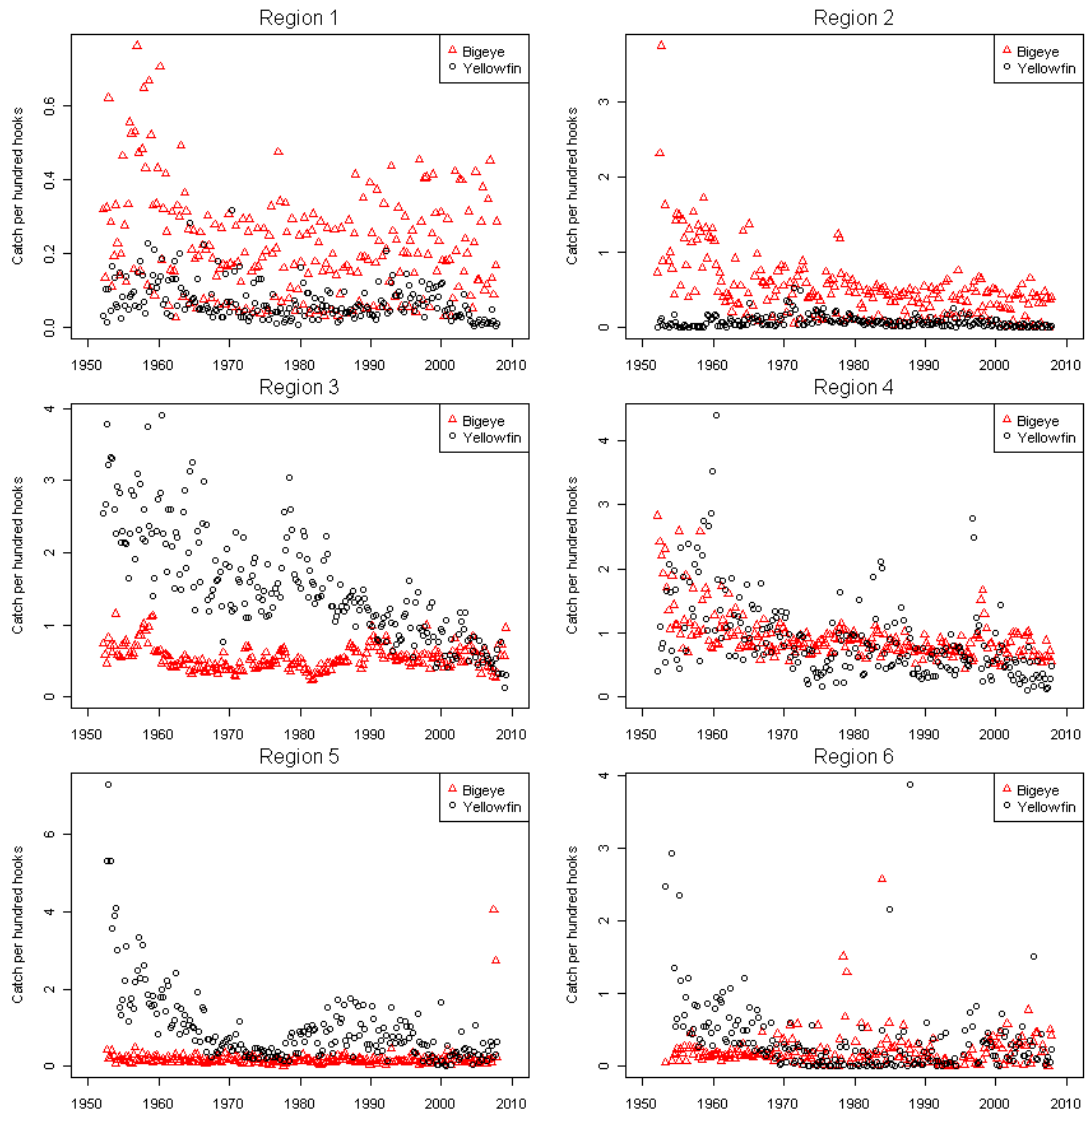 Region 1
Bigeye
Yellowfin
Catch per hundred hooks
0.0
0.2
0.4
0.6
1950 1960 1970 1980 1990 2000 2010
Region 2
Bigeye
Yellowfin
Catch per hundred hooks
0
1
2
3
1950 1960 1970 1980 1990 2000 2010
Region 3
Bigeye
Yellowfin
Catch per hundred hooks
0
1
2
3
4
1950 1960 1970 1980 1990 2000 2010
Region 4
Bigeye
Yellowfin
Catch per hundred hooks
0
1
2
3
4
1950 1960 1970 1980 1990 2000 2010
Region 5
Bigeye
Yellowfin
Catch per hundred hooks
0
2
4
6
1950 1960 1970 1980 1990 2000 2010
Region 6
Bigeye
Yellowfin
Catch per hundred hooks
0
1
2
3
4
1950 1960 1970 1980 1990 2000 2010